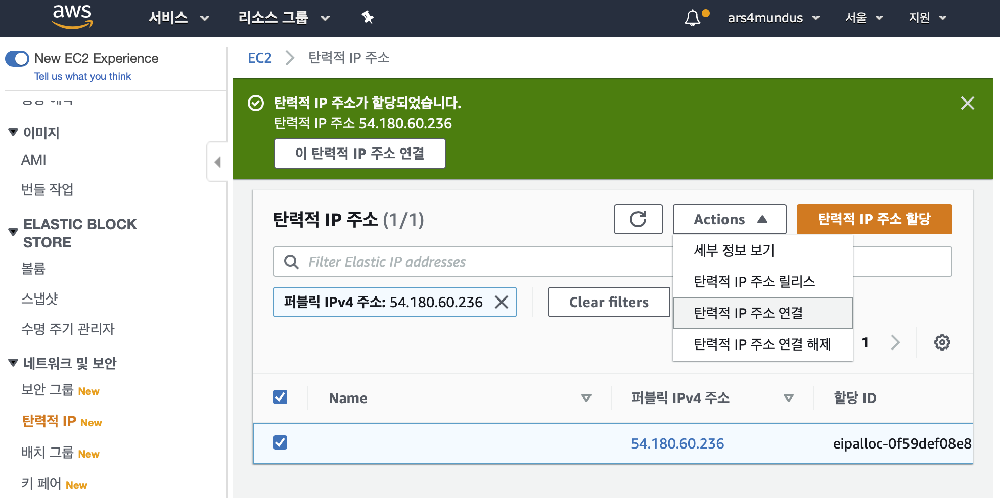 aws
서비스
리소스 그룹
ars4mundus
서울
지원
New EC2 Experience
Tell us what you think
이미지
AMI
번들 작업
ELASTIC BLOCK
STORE
볼륨
스냅샷
수명 주기 관리자
네트워크 및 보안
보안 그룹 New
탄력적 IP New
배치 그룹 New
키 페어 New
EC2
탄력적 IP 주소
탄력적 IP 주소가 할당되었습니다.
탄력적 IP 주소 54.180.60.236
이 탄력적 IP 주소 연결
탄력적 IP 주소 (1/1)
Actions
탄력적 IP 주소 할당
Filter Elastic IP addresses
세부 정보 보기
탄력적 IP 주소 릴리스
탄력적 IP 주소 연결
탄력적 IP 주소 연결 해제
퍼블릭 IPv4 주소: 54.180.60.236
Clear filters
1
Name
퍼블릭 IPv4 주소
할당 ID
54.180.60.236
eipalloc-0f59def08e8